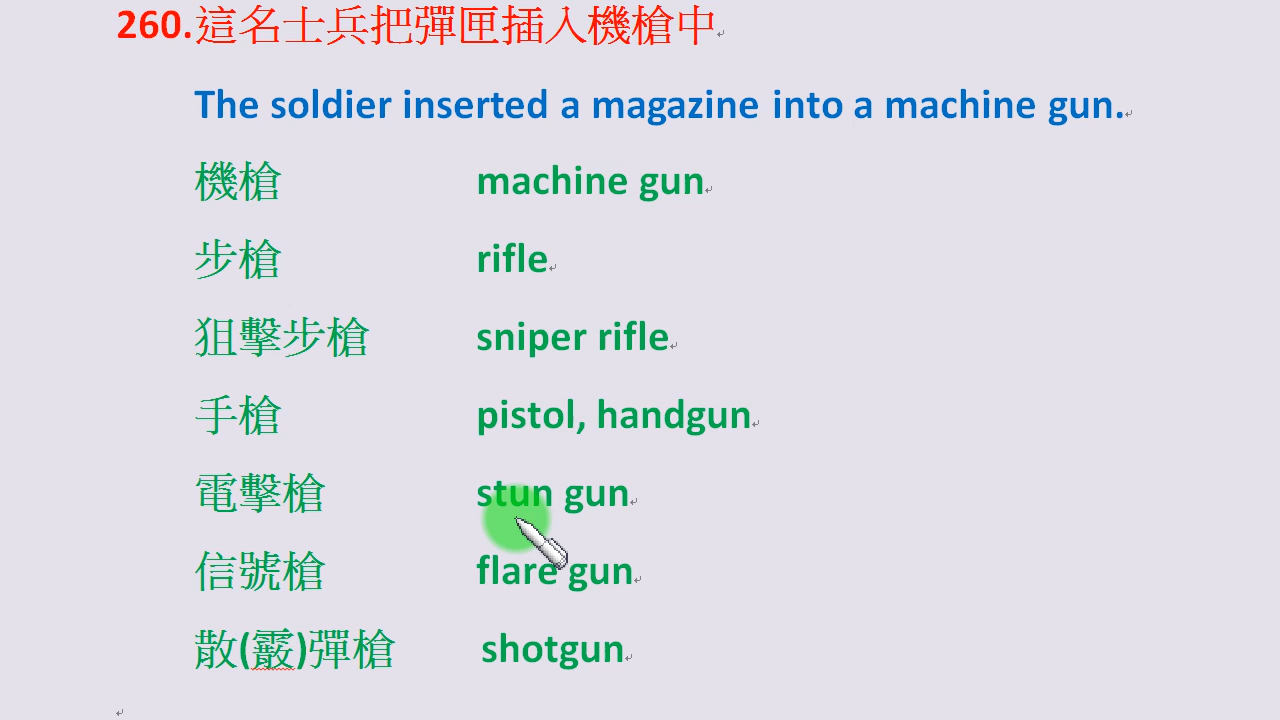 260.這名士兵把彈匣插入機槍中
The soldier inserted a magazine into a machine gun.
機槍 machine gun
步槍 rifle
狙擊步槍 sniper rifle
手槍 pistol, handgun
電擊槍 stun gun
信號槍 flare gun
散(霰)彈槍 shotgun